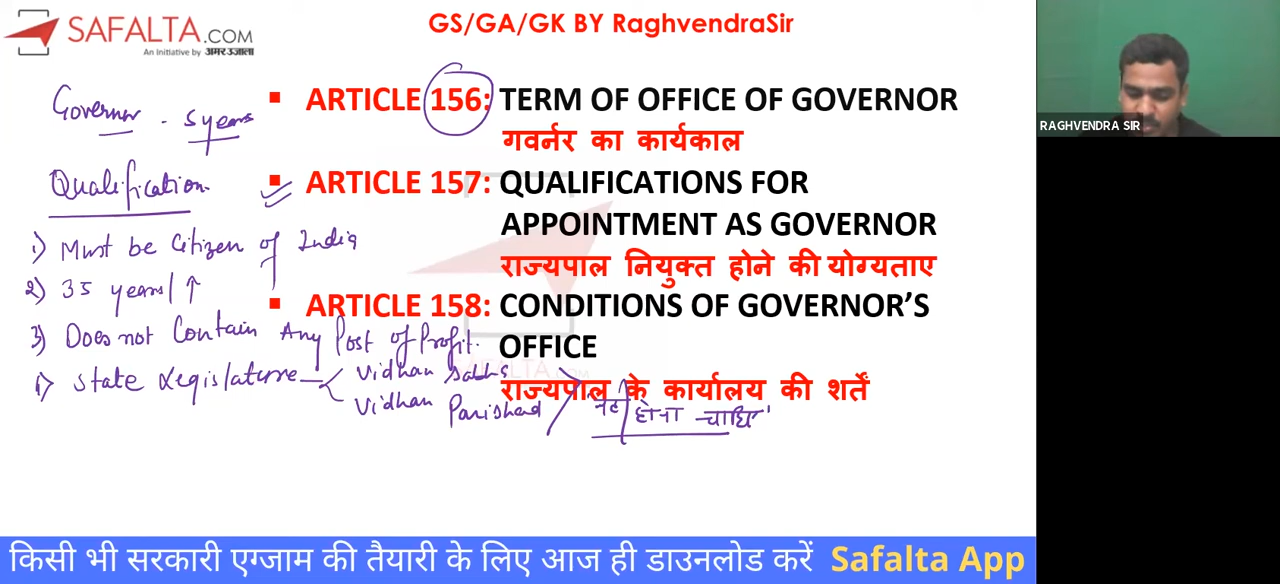 SAFALTA.COM
An Initiative by अमर उजाला
GS/GA/GK BY RaghvendraSir
RAGHVENDRA SIR
Governor - 5 years
▪ ARTICLE 156: TERM OF OFFICE OF GOVERNOR
गवर्नर का कार्यकाल
Qualification
▪ ARTICLE 157: QUALIFICATIONS FOR
APPOINTMENT AS GOVERNOR
राज्यपाल नियुक्त होने की योग्यताए
1) Must be Citizen of India
2) 35 years/↑
▪ ARTICLE 158: CONDITIONS OF GOVERNOR’S
OFFICE
राज्यपाल के कार्यालय की शर्तें
3) Does not Contain Any Post of Profit.
State Legislature
Vidhan Sabha
Vidhan Parishad
होना
SAFALTA.COM
किसी भी सरकारी एग्जाम की तैयारी के लिए आज ही डाउनलोड करें Safalta App